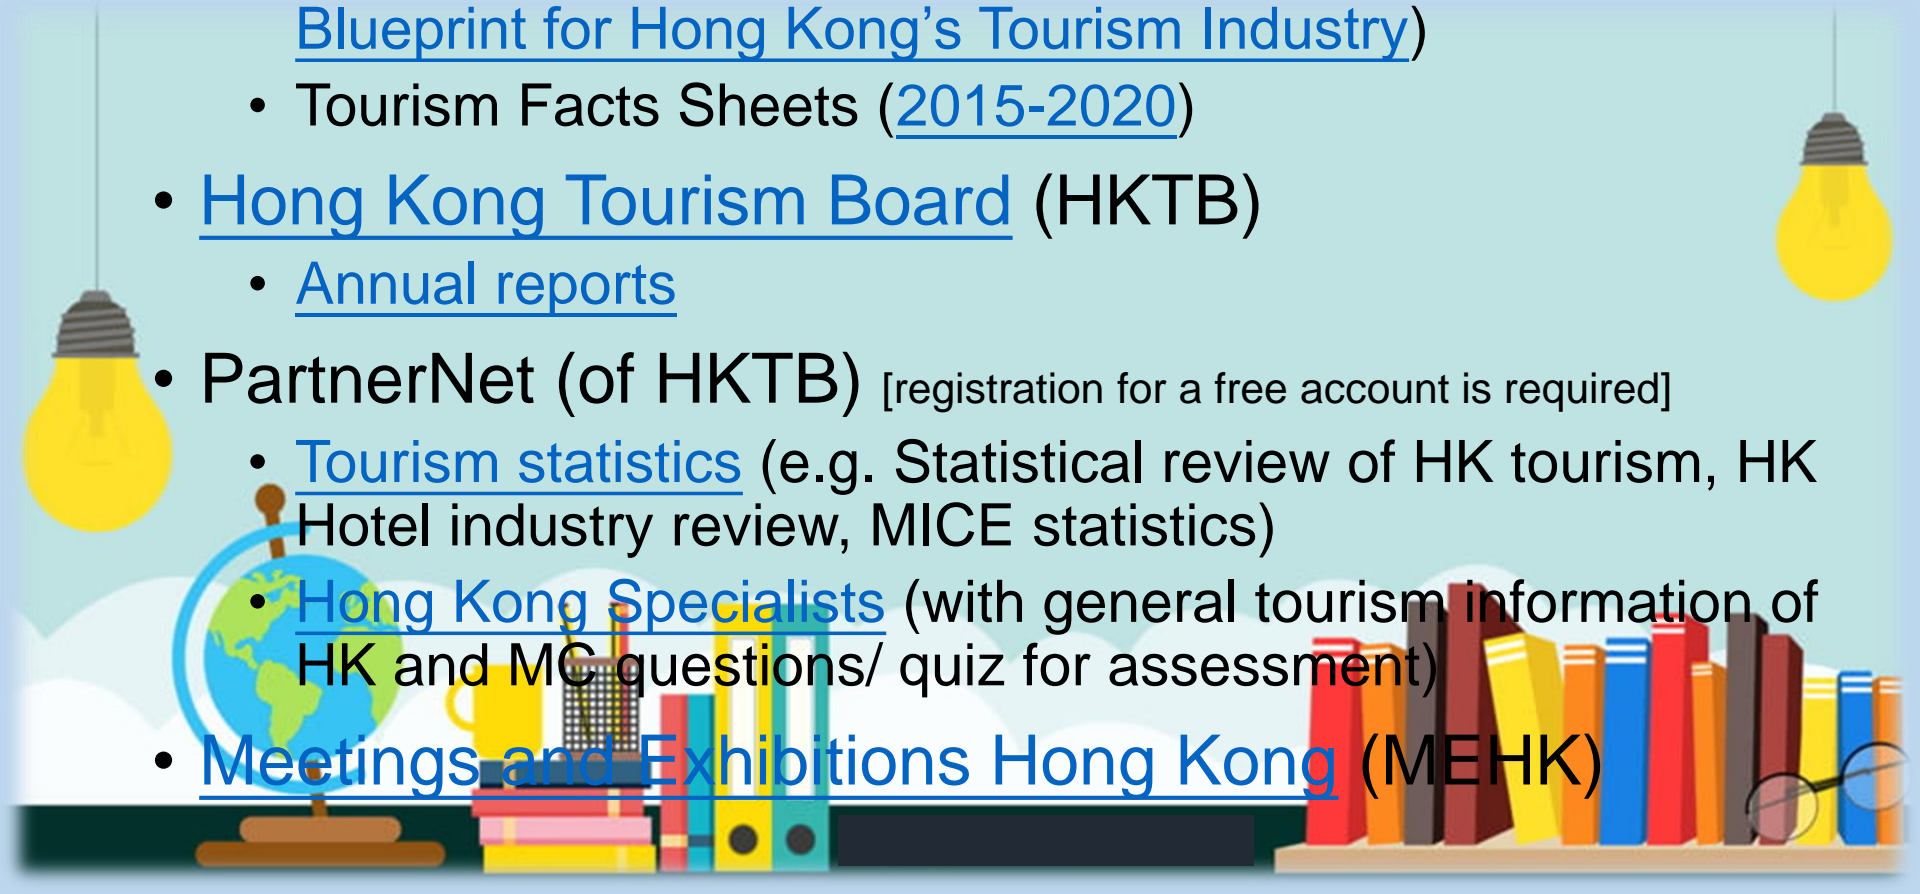 Blueprint for Hong Kong’s Tourism Industry)
• Tourism Facts Sheets (2015-2020)
• Hong Kong Tourism Board (HKTB)
• Annual reports
• PartnerNet (of HKTB) [registration for a free account is required]
• Tourism statistics (e.g. Statistical review of HK tourism, HK
Hotel industry review, MICE statistics)
• Hong Kong Specialists (with general tourism information of
HK and MC questions/ quiz for assessment)
• Meetings and Exhibitions Hong Kong (MEHK)